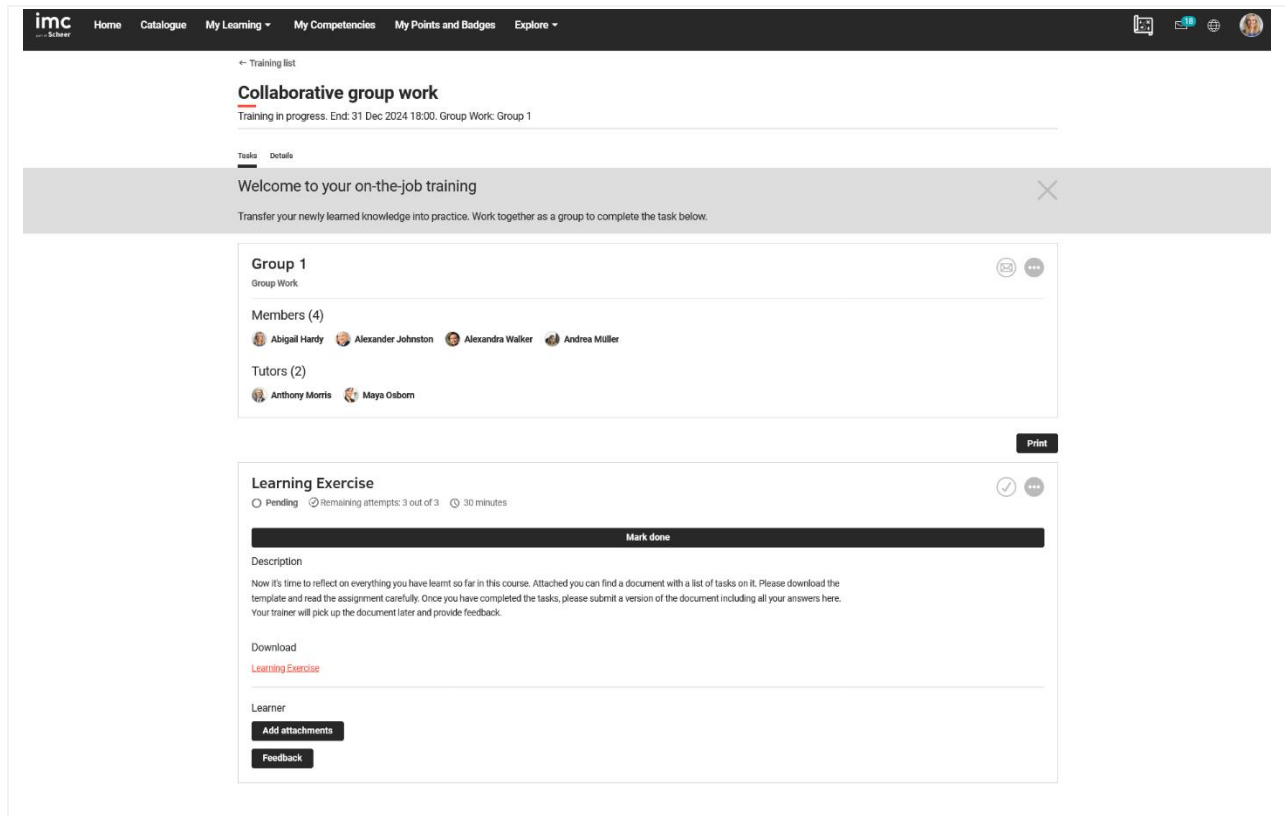 imc
part of Scheer
Home Catalogue My Learning My Competencies My Points and Badges Explore 18
← Training list
Collaborative group work
Training in progress. End: 31 Dec 2024 18:00. Group Work: Group 1
Tasks Details
Welcome to your on-the-job training
Transfer your newly learned knowledge into practice. Work together as a group to complete the task below.
Group 1
Group Work
Members (4)
Abigail Hardy Alexander Johnston Alexandra Walker Andrea Müller
Tutors (2)
Anthony Morris Maya Osborn
Print
Learning Exercise
Pending Remaining attempts: 3 out of 3 30 minutes
Mark done
Description
Now it's time to reflect on everything you have learnt so far in this course. Attached you can find a document with a list of tasks on it. Please download the
template and read the assignment carefully. Once you have completed the tasks, please submit a version of the document including all your answers here.
Your trainer will pick up the document later and provide feedback.
Download
Learning Exercise
Learner
Add attachments
Feedback